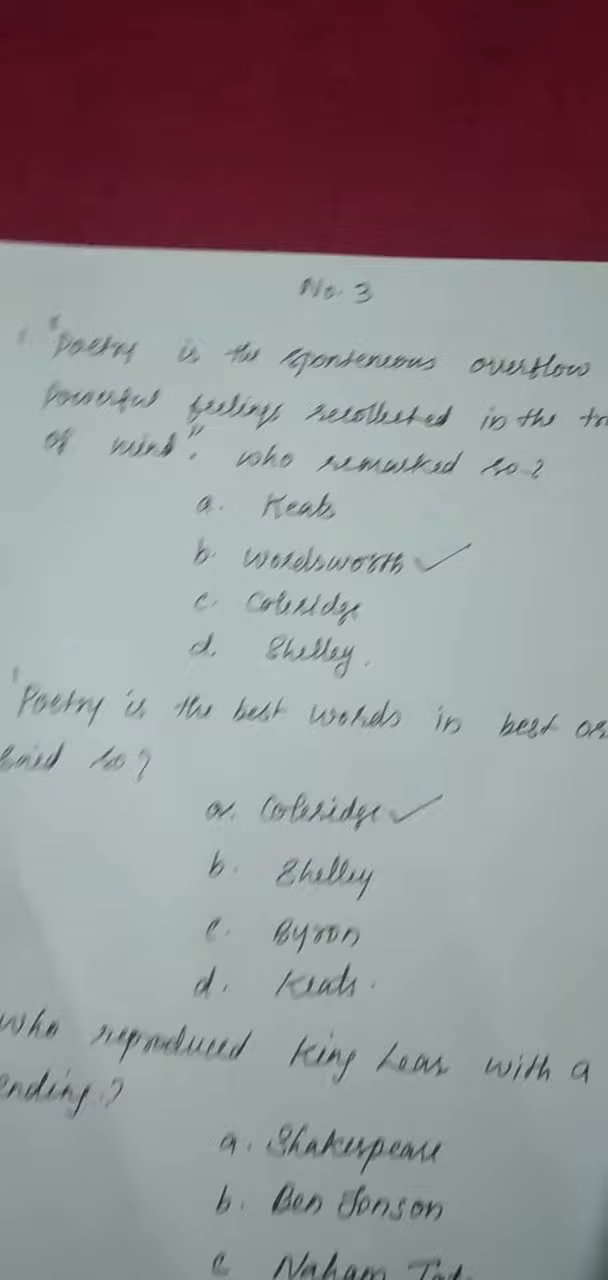 No. 3
"Poetry is the sponteneous overflow
powerful feelings recollected in the
of mind". who remarked so?
a. Keats
b. Wordsworth ✓
c. Coleridge
d. Shelley.
'Poetry is the best words in best
said so?
a. Coleridge ✓
b. Shelley
c. Byron
d. Keats.
who reproduced King Lear with a
ending?
a. Shakespeare
b. Ben Jonson
c Naham